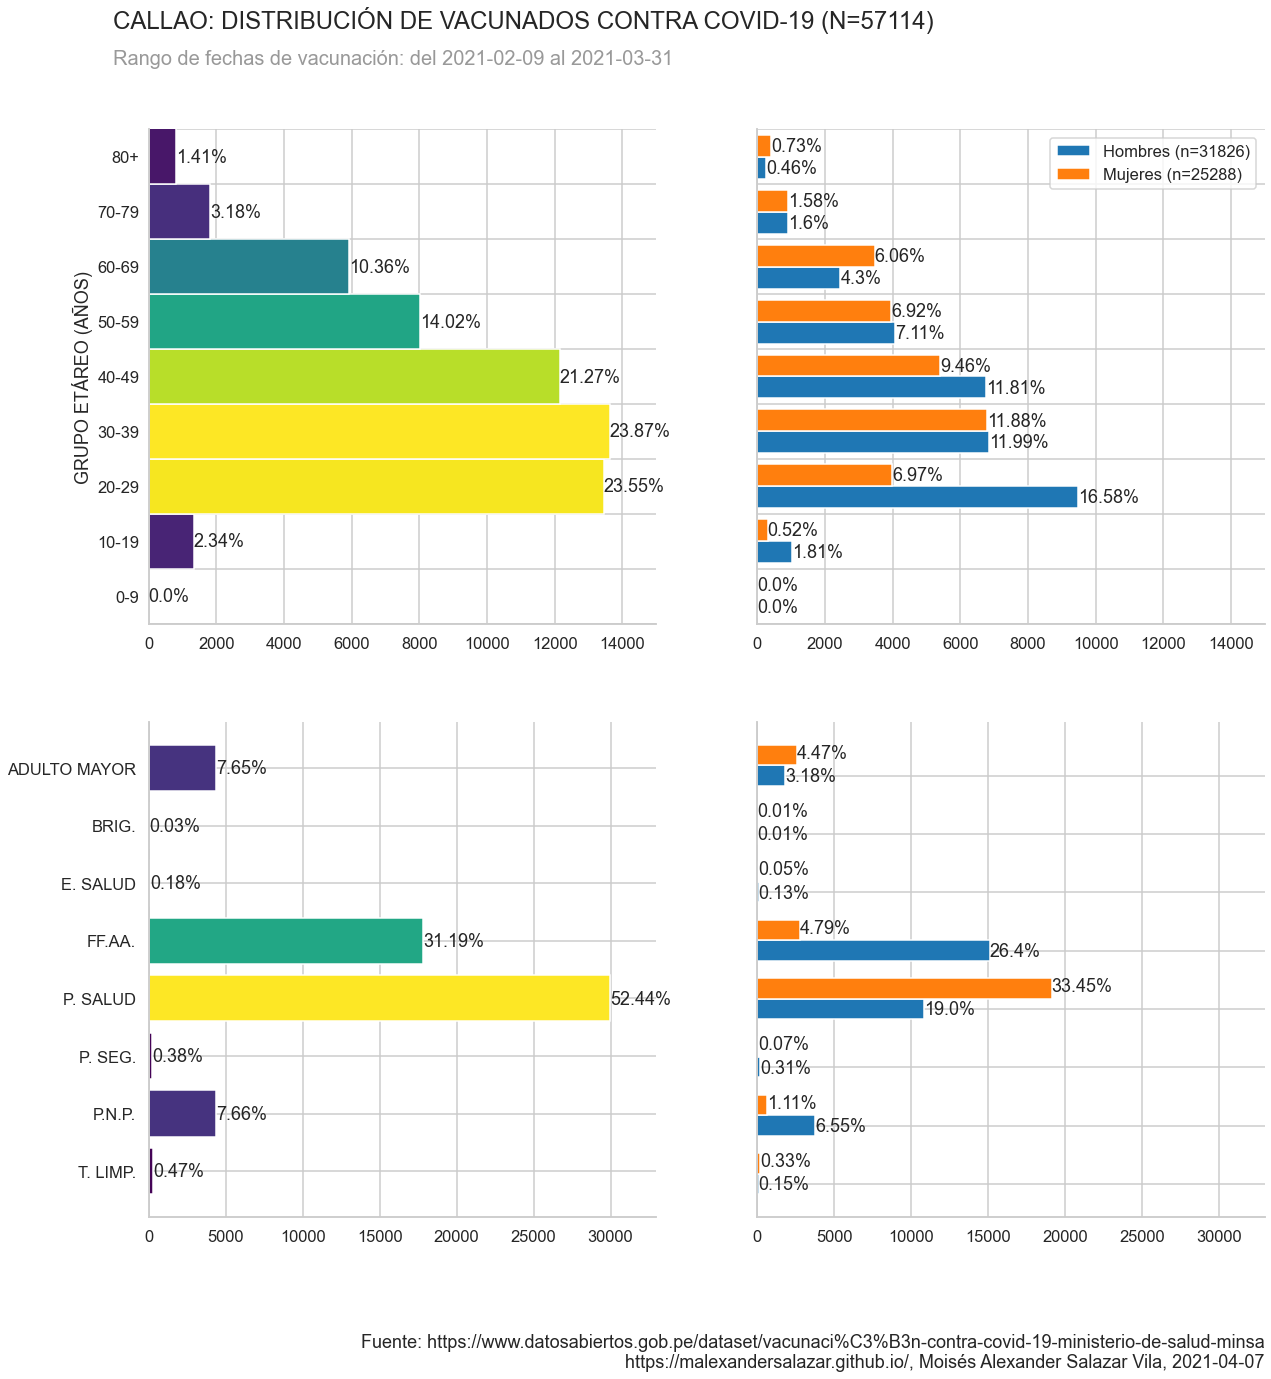 CALLAO: DISTRIBUCIÓN DE VACUNADOS CONTRA COVID-19 (N=57114)
Rango de fechas de vacunación: del 2021-02-09 al 2021-03-31
GRUPO ETÁREO (AÑOS)
80+ 1.41%
70-79 3.18%
60-69 10.36%
50-59 14.02%
40-49 21.27%
30-39 23.87%
20-29 23.55%
10-19 2.34%
0-9 0.0%
0 2000 4000 6000 8000 10000 12000 14000
Hombres (n=31826)
Mujeres (n=25288)
0.73%
0.46%
1.58%
1.6%
6.06%
4.3%
6.92%
7.11%
9.46%
11.81%
11.88%
11.99%
6.97%
16.58%
0.52%
1.81%
0.0%
0.0%
0 2000 4000 6000 8000 10000 12000 14000
ADULTO MAYOR 7.65%
BRIG. 0.03%
E. SALUD 0.18%
FF.AA. 31.19%
P. SALUD 52.44%
P. SEG. 0.38%
P.N.P. 7.66%
T. LIMP. 0.47%
0 5000 10000 15000 20000 25000 30000
4.47%
3.18%
0.01%
0.01%
0.05%
0.13%
4.79%
26.4%
33.45%
19.0%
0.07%
0.31%
1.11%
6.55%
0.33%
0.15%
0 5000 10000 15000 20000 25000 30000
Fuente: https://www.datosabiertos.gob.pe/dataset/vacunaci%C3%B3n-contra-covid-19-ministerio-de-salud-minsa
https://malexandersalazar.github.io/, Moisés Alexander Salazar Vila, 2021-04-07